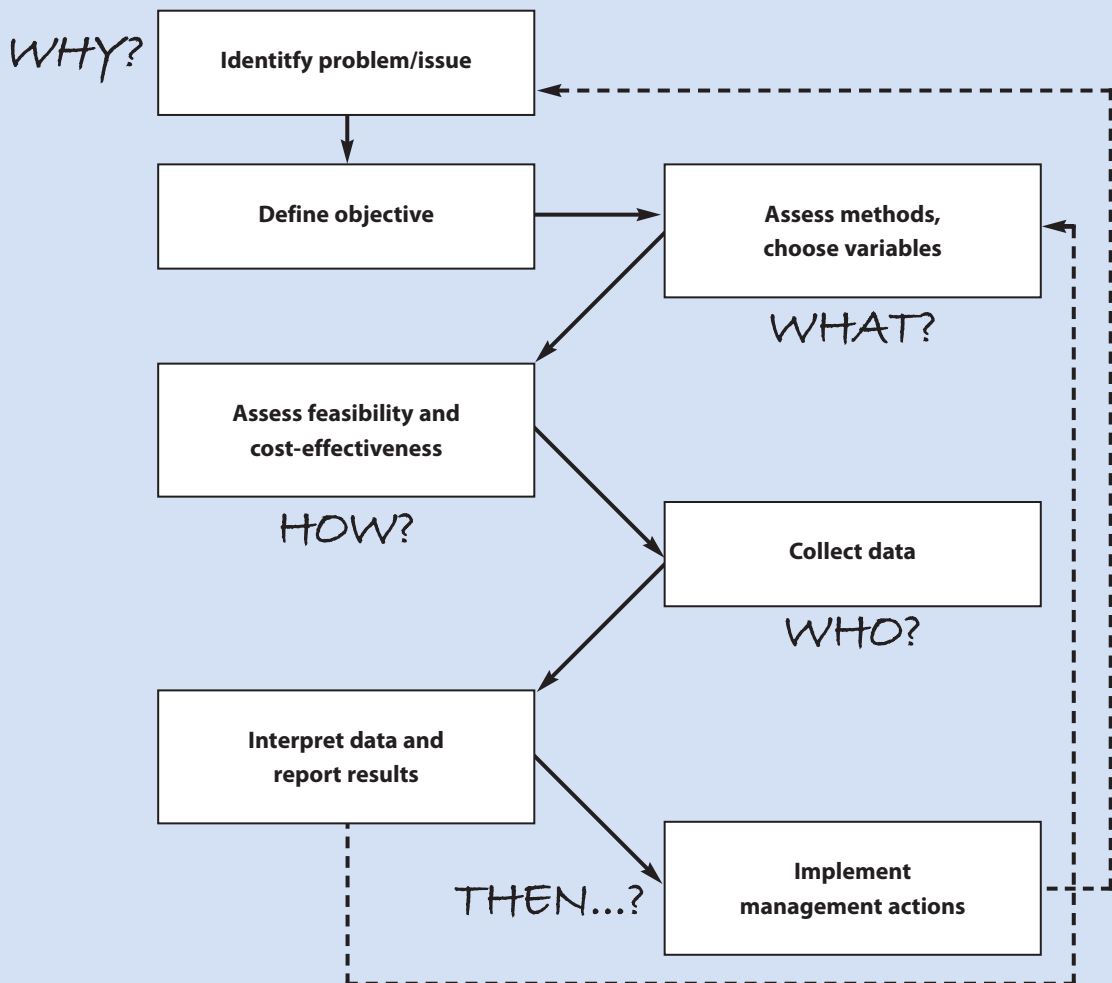 WHY?
Identitfy problem/issue
Define objective
Assess methods,
choose variables
WHAT?
Assess feasibility and
cost-effectiveness
HOW?
Collect data
WHO?
Interpret data and
report results
THEN...?
Implement
management actions